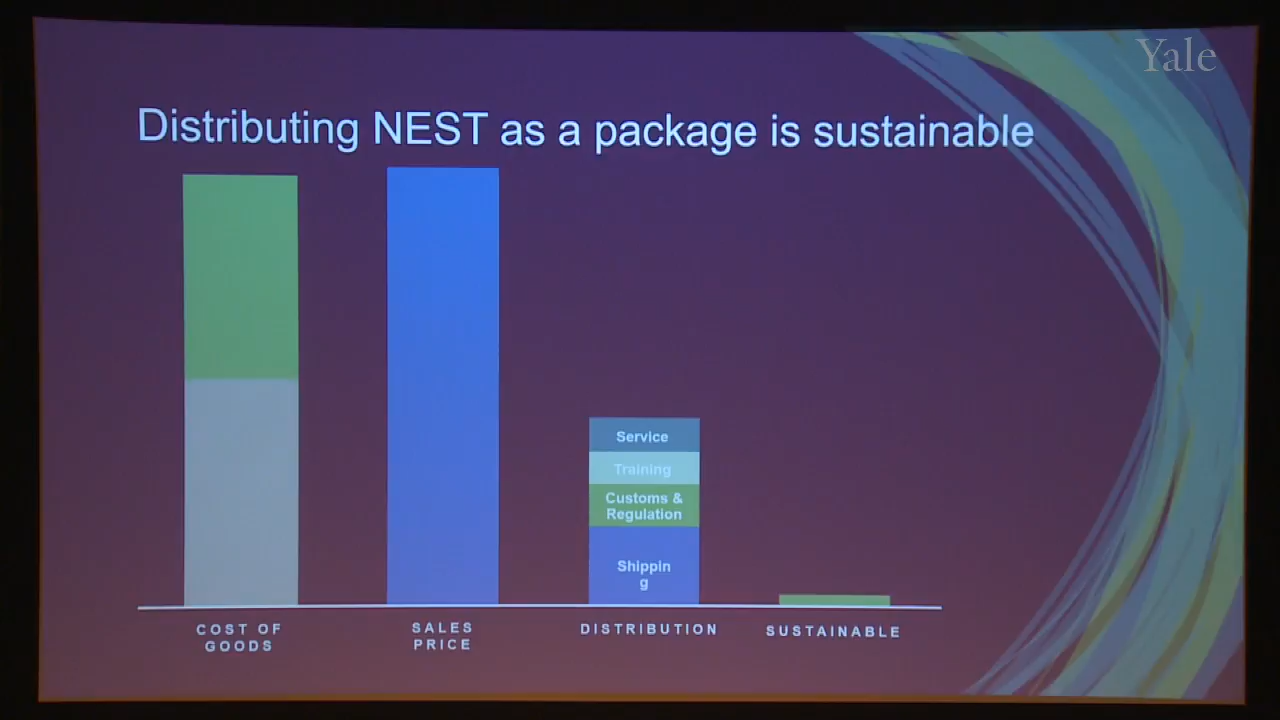 Yale
Distributing NEST as a package is sustainable
Service
Training
Customs &
Regulation
Shippin
g
COST OF
GOODS
SALES
PRICE
DISTRIBUTION
SUSTAINABLE